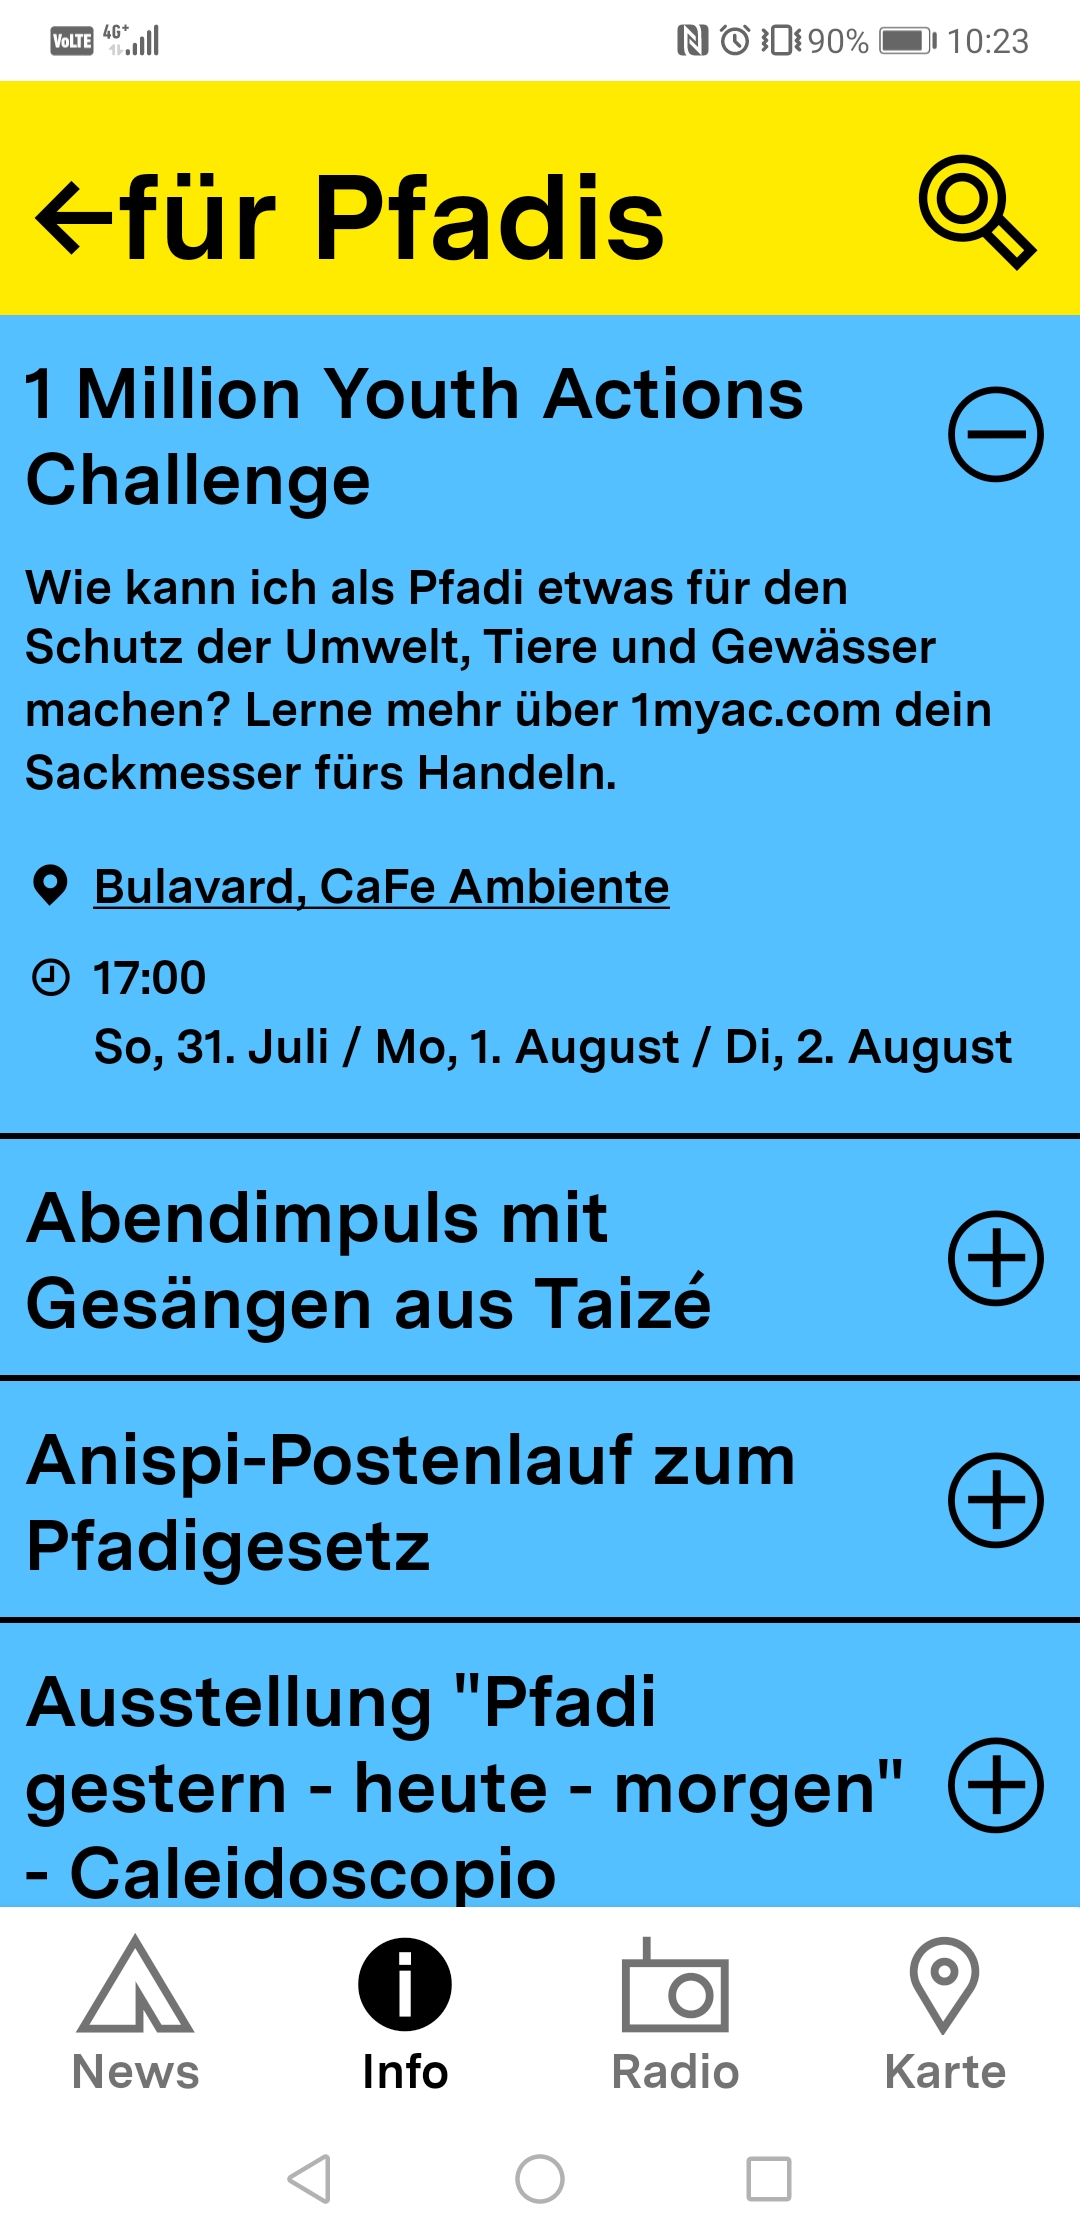 VoLTE 4G+ 90% 10:23
←für Pfadis
1 Million Youth Actions
Challenge
Wie kann ich als Pfadi etwas für den
Schutz der Umwelt, Tiere und Gewässer
machen? Lerne mehr über 1myac.com dein
Sackmesser fürs Handeln.
Bulavard, CaFe Ambiente
17:00
So, 31. Juli / Mo, 1. August / Di, 2. August
Abendimpuls mit
Gesängen aus Taizé
Anispi-Postenlauf zum
Pfadigesetz
Ausstellung "Pfadi
gestern - heute - morgen"
- Caleidoscopio
News Info Radio Karte